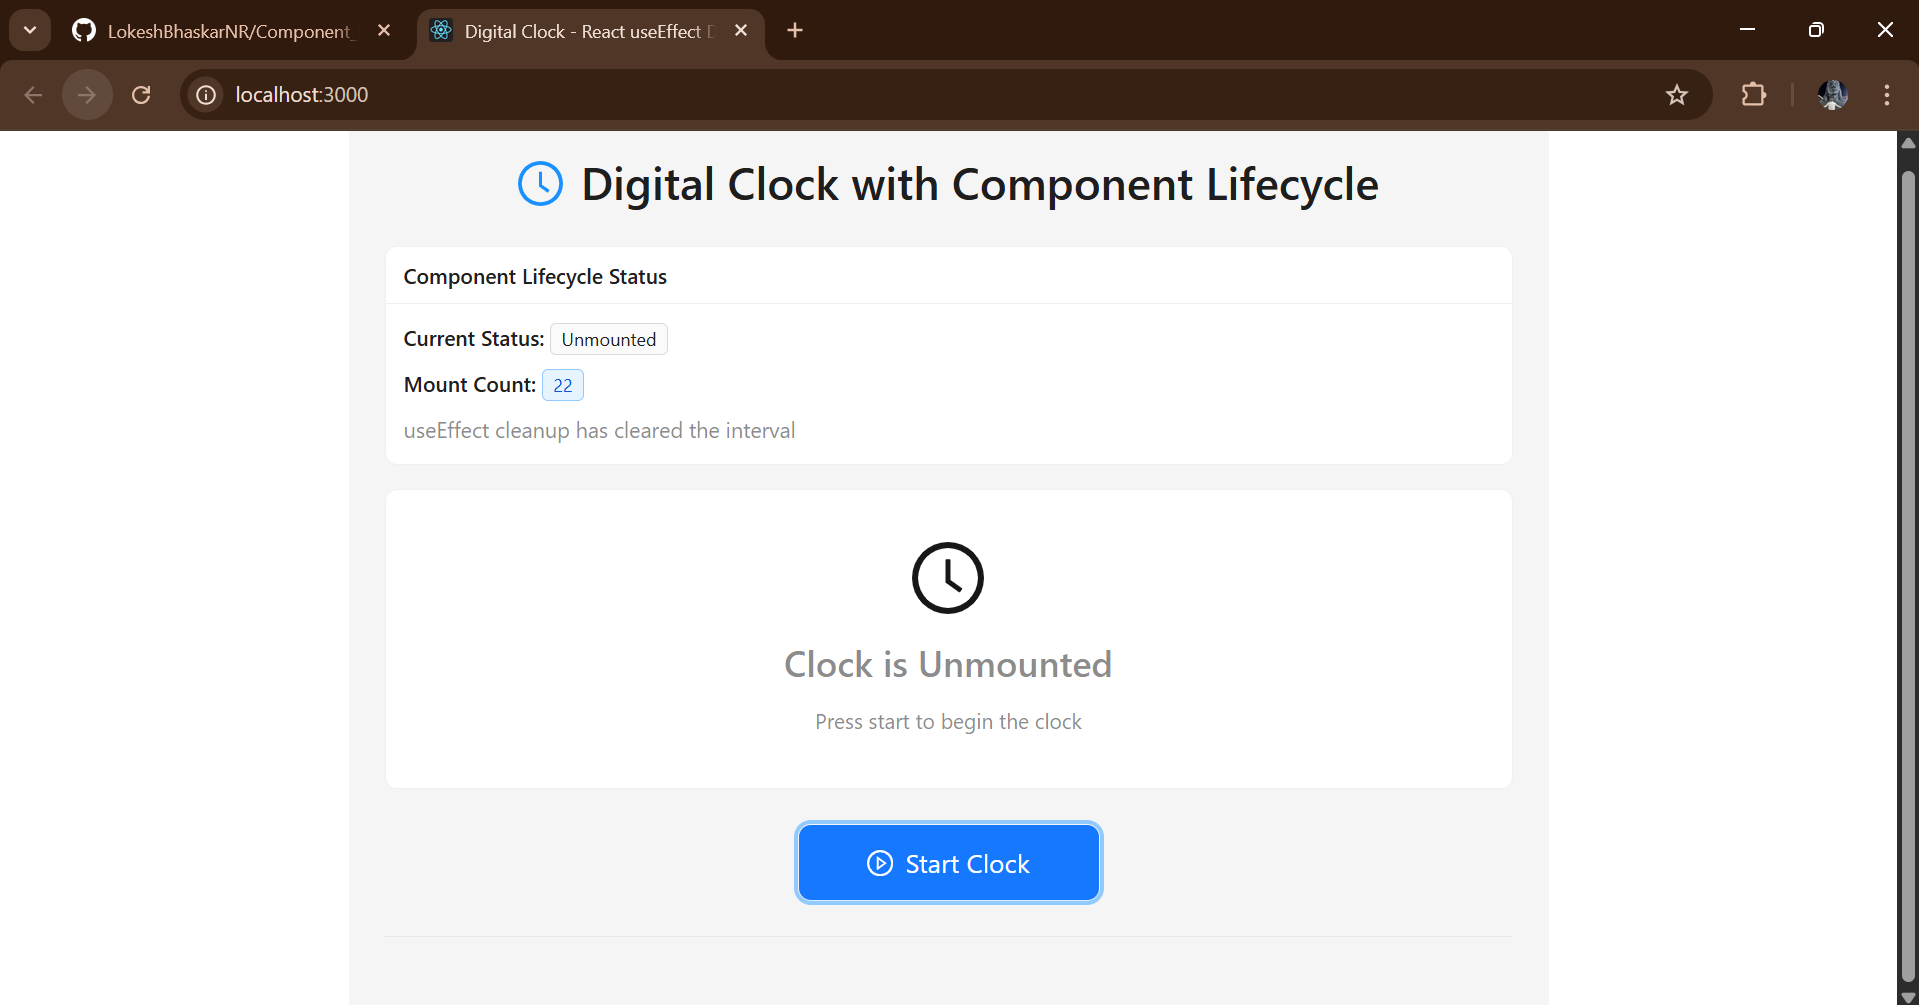 LokeshBhaskarNR/Component_
Digital Clock - React useEffect D
localhost:3000
Digital Clock with Component Lifecycle
Component Lifecycle Status
Current Status: Unmounted
Mount Count: 22
useEffect cleanup has cleared the interval
Clock is Unmounted
Press start to begin the clock
Start Clock